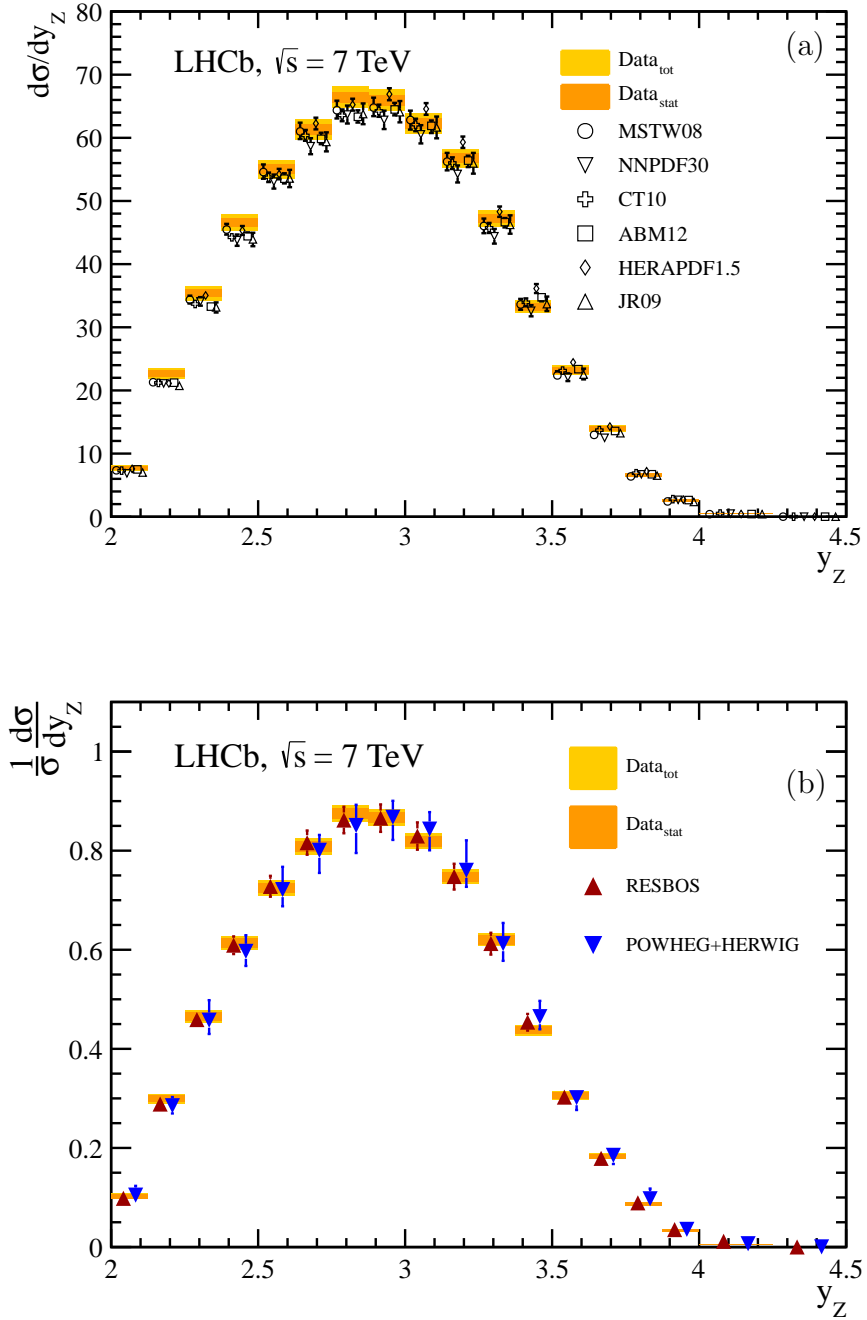 80
70
60
50
40
30
20
10
0
dσ/dy_Z
LHCb, √s = 7 TeV
(a)
Data_tot
Data_stat
MSTW08
NNPDF30
CT10
ABM12
HERAPDF1.5
JR09
2 2.5 3 3.5 4 4.5
y_Z
1
0.8
0.6
0.4
0.2
0
1/σ dσ/dy_Z
LHCb, √s = 7 TeV
(b)
Data_tot
Data_stat
RESBOS
POWHEG+HERWIG
2 2.5 3 3.5 4 4.5
y_Z